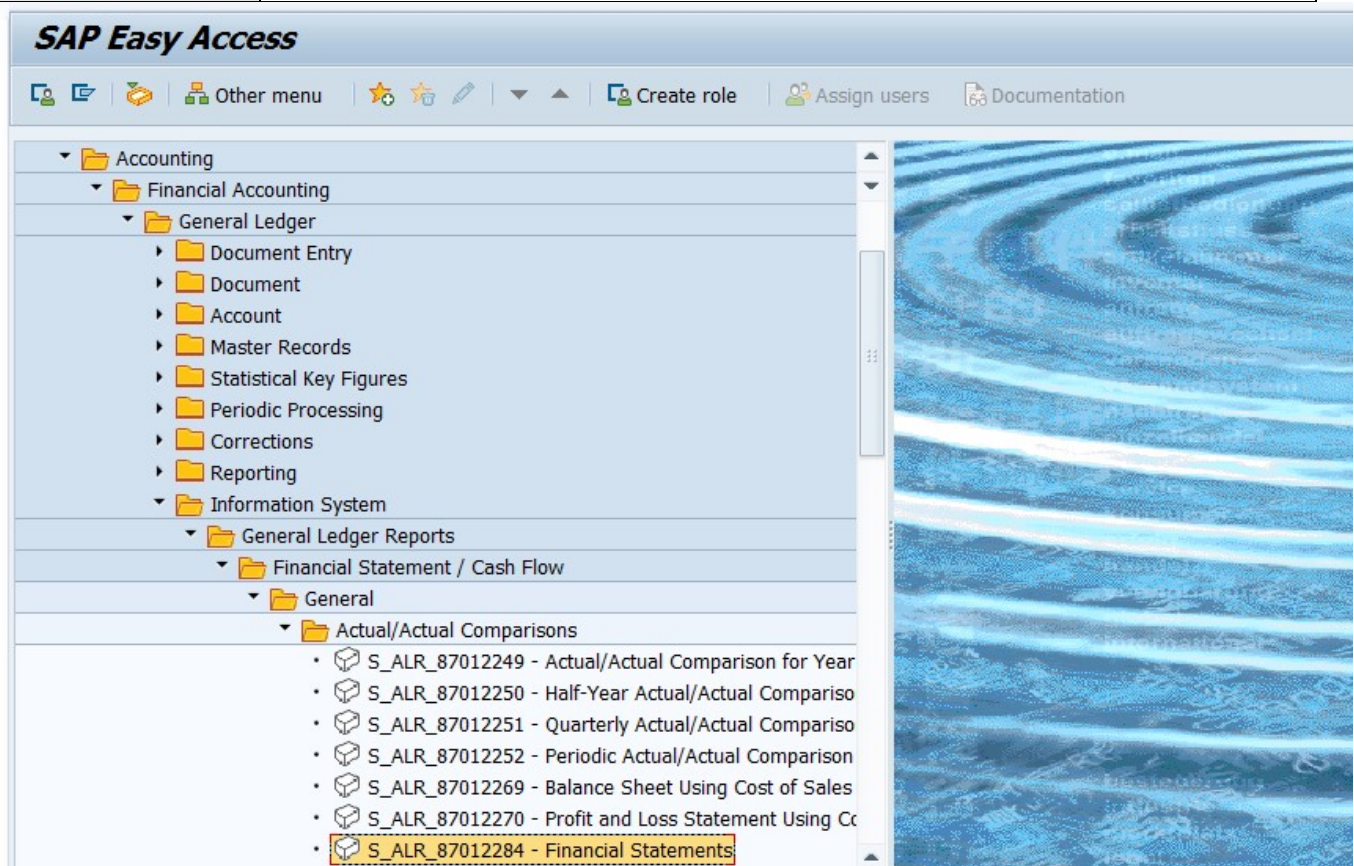 SAP Easy Access
Other menu Create role Assign users Documentation
Accounting
Financial Accounting
General Ledger
Document Entry
Document
Account
Master Records
Statistical Key Figures
Periodic Processing
Corrections
Reporting
Information System
General Ledger Reports
Financial Statement / Cash Flow
General
Actual/Actual Comparisons
S_ALR_87012249 - Actual/Actual Comparison for Year
S_ALR_87012250 - Half-Year Actual/Actual Compariso
S_ALR_87012251 - Quarterly Actual/Actual Compariso
S_ALR_87012252 - Periodic Actual/Actual Comparison
S_ALR_87012269 - Balance Sheet Using Cost of Sales
S_ALR_87012270 - Profit and Loss Statement Using Co
S_ALR_87012284 - Financial Statements